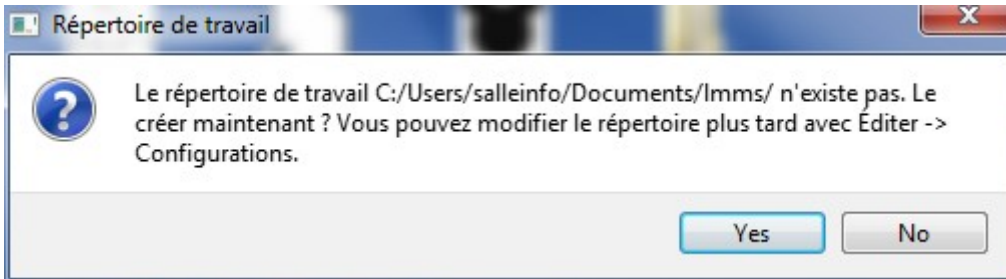 Répertoire de travail
Le répertoire de travail C:/Users/salleinfo/Documents/lmms/ n'existe pas. Le
créer maintenant ? Vous pouvez modifier le répertoire plus tard avec Éditer ->
Configurations.
Yes
No